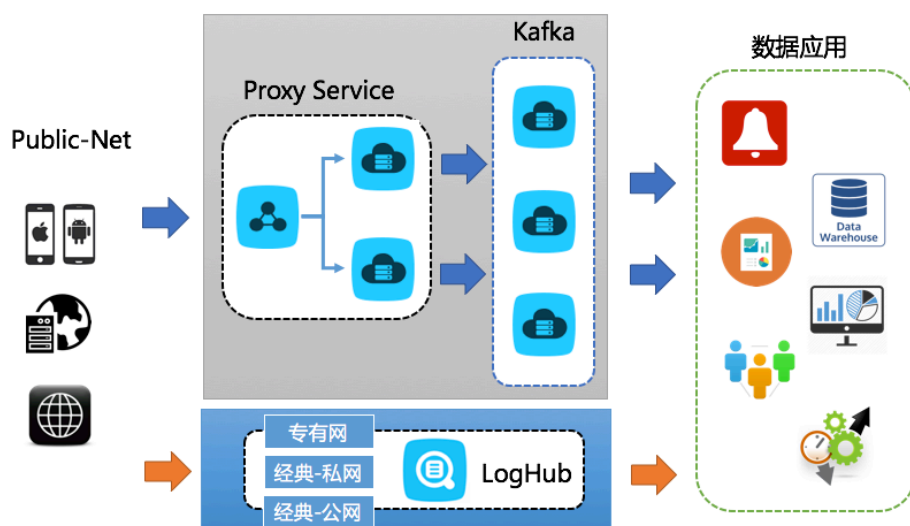 Kafka
数据应用
Proxy Service
Public-Net
Data
Warehouse
专有网
经典-私网
LogHub
经典-公网